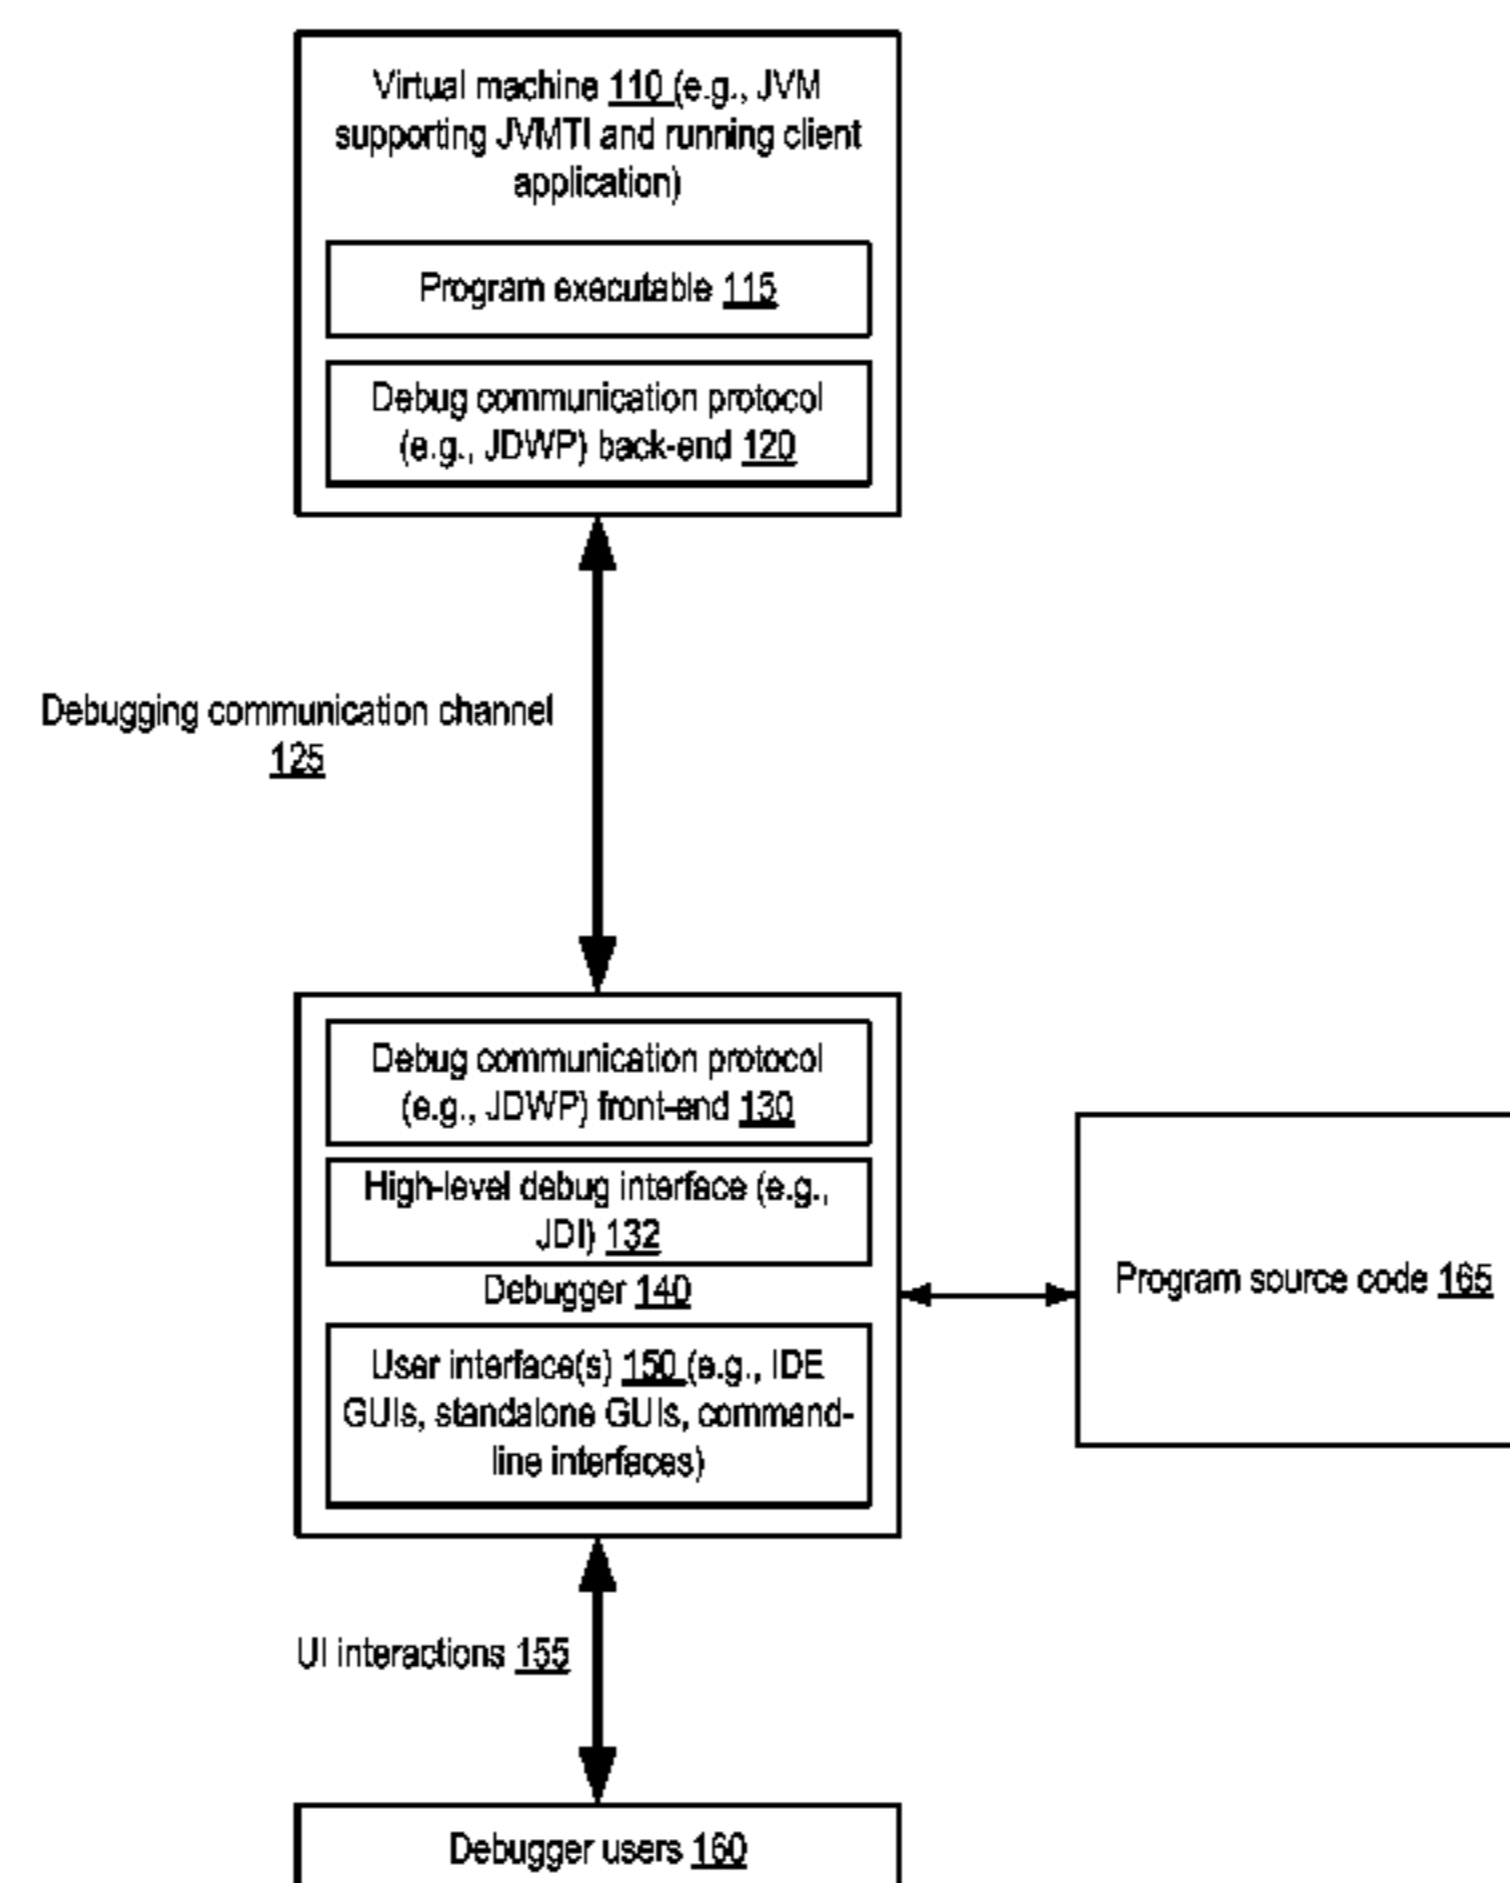 Virtual machine 110 (e.g., JVM
supporting JVMTI and running client
application)
Program executable 115
Debug communication protocol
(e.g., JDWP) back-end 120
Debugging communication channel
125
Debug communication protocol
(e.g., JDWP) front-end 130
High-level debug interface (e.g.,
JDI) 132
Debugger 140
User interface(s) 150 (e.g., IDE
GUIs, standalone GUIs, command-
line interfaces)
Program source code 165
UI interactions 155
Debugger users 160